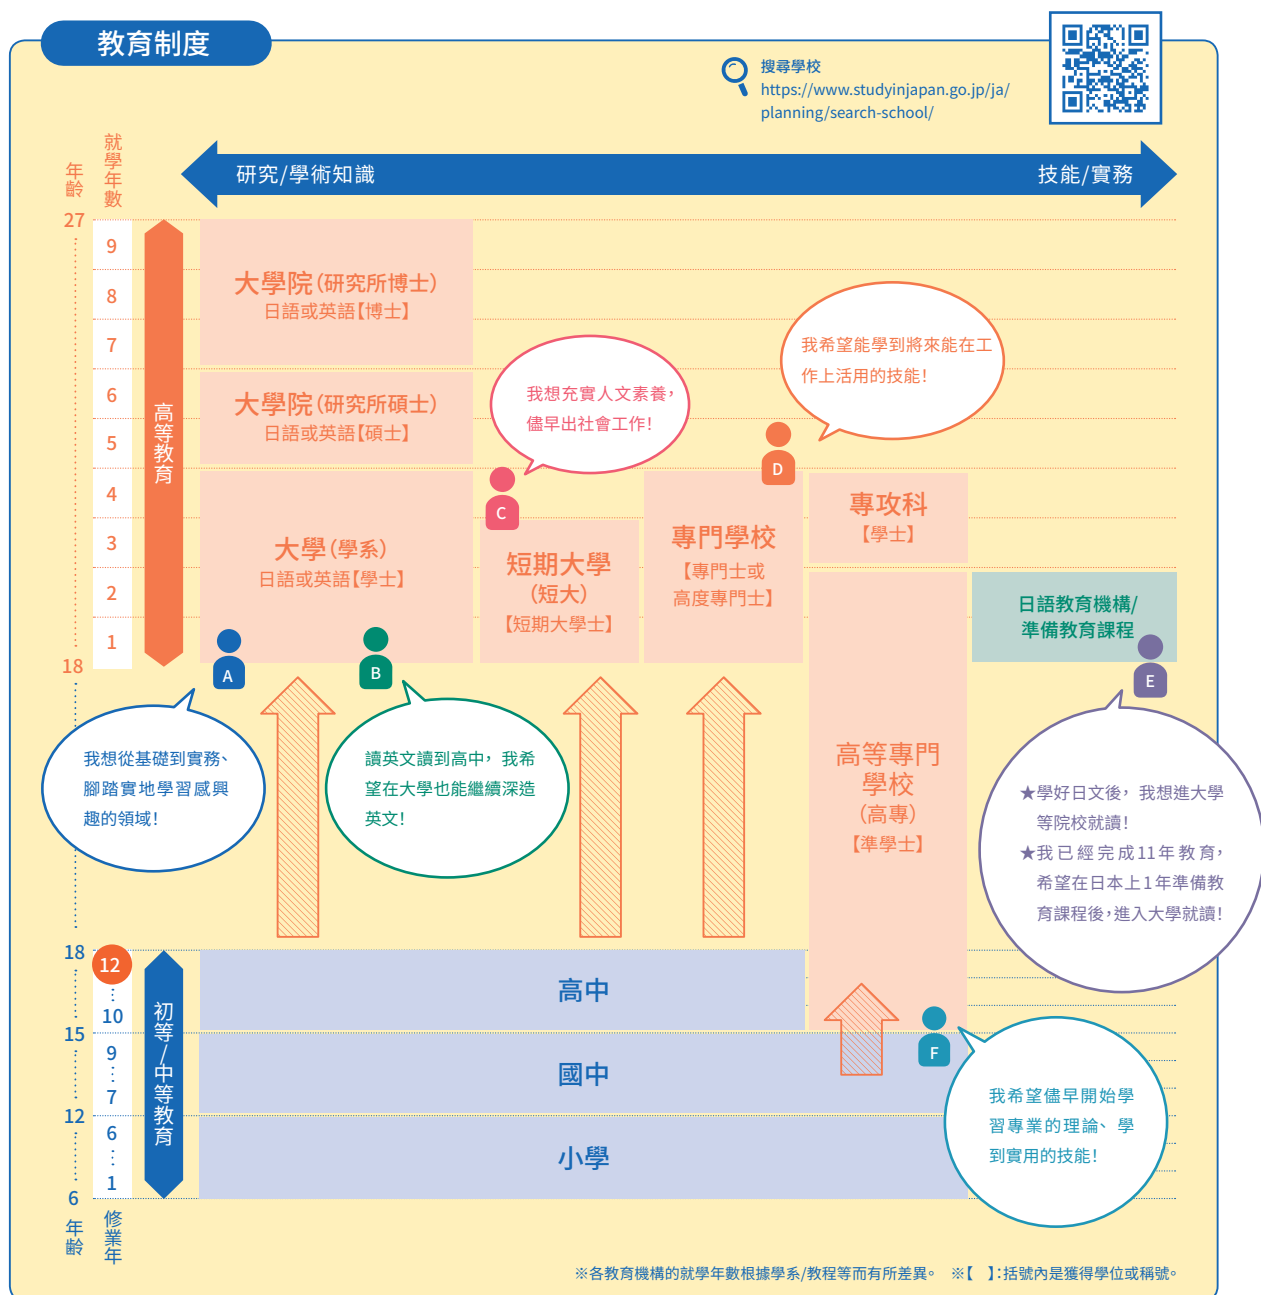 教育制度
搜尋學校
https://www.studyinjapan.go.jp/ja/
planning/search-school/
年齡
就學年數
研究/學術知識
技能/實務
27
9
8
7
6
5
4
3
2
1
18
高等教育
大學院(研究所博士)
日語或英語【博士】
大學院(研究所碩士)
日語或英語【碩士】
大學(學系)
日語或英語【學士】
我想充實人文素養，
儘早出社會工作！
C
短期大學
(短大)
【短期大學士】
我希望能學到將來能在工
作上活用的技能！
D
專門學校
【專門士或
高度專門士】
專攻科
【學士】
高等專門
學校
(高專)
【準學士】
日語教育機構/
準備教育課程
A
我想從基礎到實務、
腳踏實地學習感興
趣的領域！
B
讀英文讀到高中，我希
望在大學也能繼續深造
英文！
E
★學好日文後，我想進大學
等院校就讀！
★我已經完成11年教育，
希望在日本上1年準備教
育課程後，進入大學就讀！
18
12
10
15
9
7
12
6
1
6
年齡
修業年
初等/中等教育
高中
國中
小學
F
我希望儘早開始學
習專業的理論、學
到實用的技能！
※各教育機構的就學年數根據學系/教程等而有所差異。 ※【 】：括號內是獲得學位或稱號。